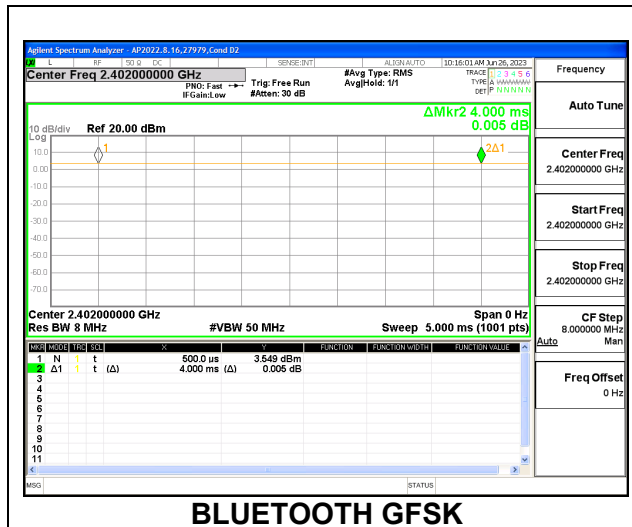 Agilent Spectrum Analyzer - AP2022.8.16,27979,Cond D2
L RF 50 Ω DC SENSE:INT ALIGN AUTO 10:16:01 AM Jun 26, 2023
Center Freq 2.402000000 GHz #Avg Type: RMS TRACE 1 2 3 4 5 6 Frequency
PNO: Fast Trig: Free Run Avg|Hold: 1/1 TYPE A WWWWW
IFGain:Low #Atten: 30 dB DET P N N N N N
Auto Tune
ΔMkr2 4.000 ms
10 dB/div Ref 20.00 dBm 0.005 dB
Log
1 2Δ1
10.0
0.00
-10.0
-20.0
-30.0
-40.0
-50.0
-60.0
-70.0
Center Freq
2.402000000 GHz
Start Freq
2.402000000 GHz
Stop Freq
2.402000000 GHz
Center 2.402000000 GHz Span 0 Hz
Res BW 8 MHz #VBW 50 MHz Sweep 5.000 ms (1001 pts)
CF Step
8.000000 MHz
Auto Man
Freq Offset
0 Hz
MKR MODE TRC SCL X Y FUNCTION FUNCTION WIDTH FUNCTION VALUE
1 N 1 t 500.0 µs 3.549 dBm
2 Δ1 1 t (Δ) 4.000 ms (Δ) 0.005 dB
3
4
5
6
7
8
9
10
11
MSG STATUS
BLUETOOTH GFSK